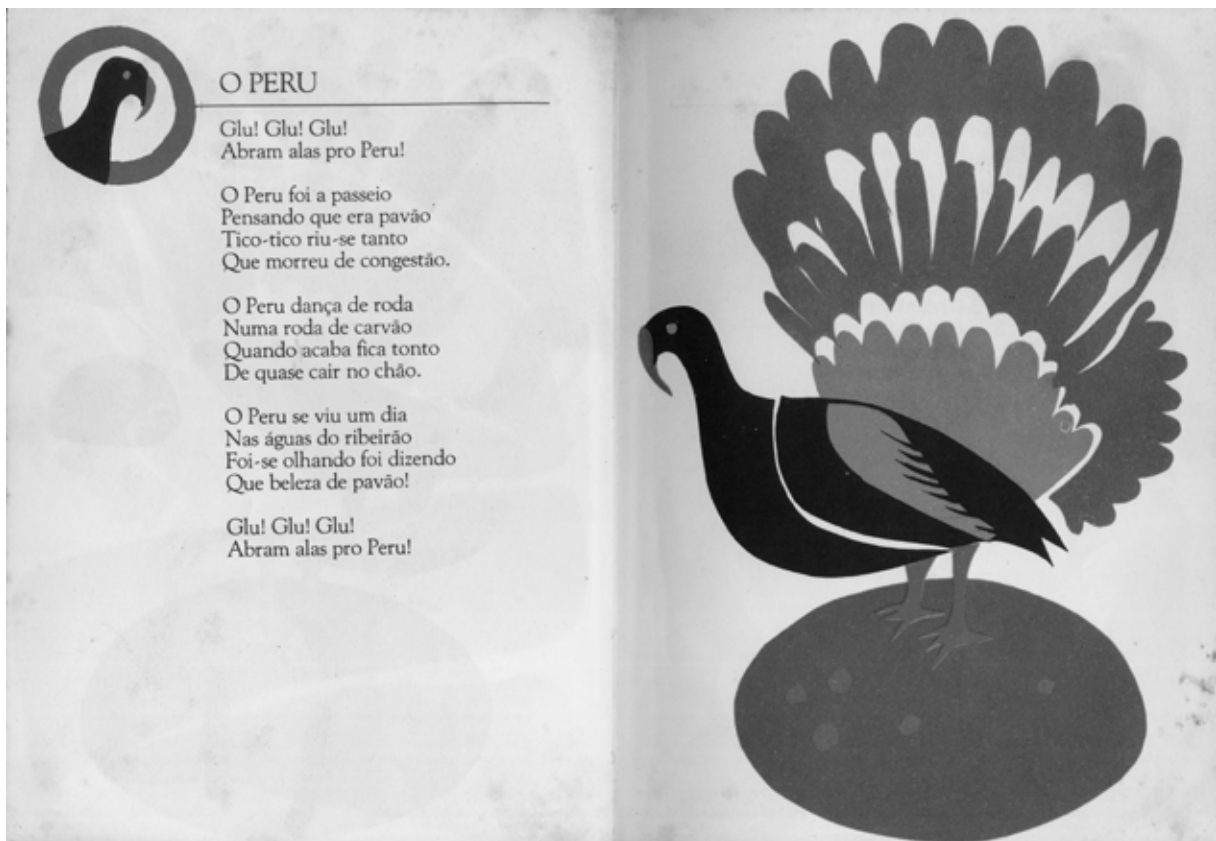 O PERU
Glu! Glu! Glu!
Abram alas pro Peru!
O Peru foi a passeio
Pensando que era pavão
Tico-tico riu-se tanto
Que morreu de congestão.
O Peru dança de roda
Numa roda de carvão
Quando acaba fica tonto
De quase cair no chão.
O Peru se viu um dia
Nas águas do ribeirão
Foi-se olhando foi dizendo
Que beleza de pavão!
Glu! Glu! Glu!
Abram alas pro Peru!